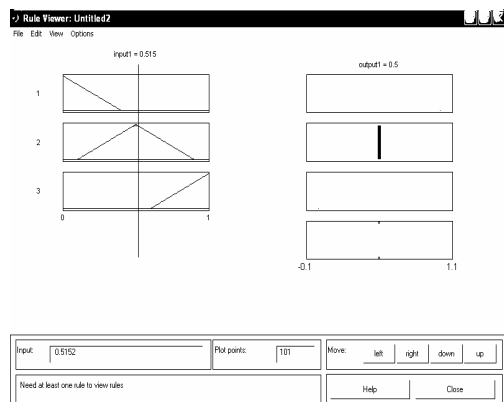 Rule Viewer: Untitled2
File Edit View Options
input1 = 0.515
output1 = 0.5
1
2
3
0 1
-0.1 1.1
Input: 0.5152
Plot points: 101
Move: left right down up
Need at least one rule to view rules
Help Close